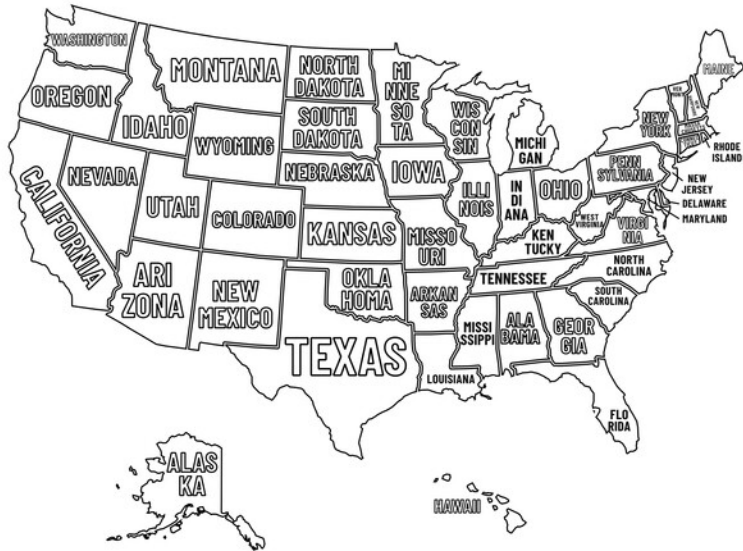 WASHINGTON
MONTANA
NORTH
DAKOTA
MI
NNE
SO
TA
MAINE
OREGON
IDAHO
WYOMING
SOUTH
DAKOTA
WIS
CON
SIN
MICHI
GAN
NEW
YORK
RHODE
ISLAND
NEVADA
UTAH
COLORADO
NEBRASKA
IOWA
ILLI
NOIS
IN
DI
ANA
OHIO
PENN
SYLVANIA
NEW
JERSEY
DELAWARE
MARYLAND
CALIFORNIA
KANSAS
MISSO
URI
KEN
TUCKY
WEST
VIRGINIA
VIRGI
NIA
ARI
ZONA
NEW
MEXICO
OKLA
HOMA
ARKAN
SAS
TENNESSEE
NORTH
CAROLINA
SOUTH
CAROLINA
TEXAS
LOUISIANA
MISSI
SSIPPI
ALA
BAMA
GEOR
GIA
FLO
RIDA
ALAS
KA
HAWAII